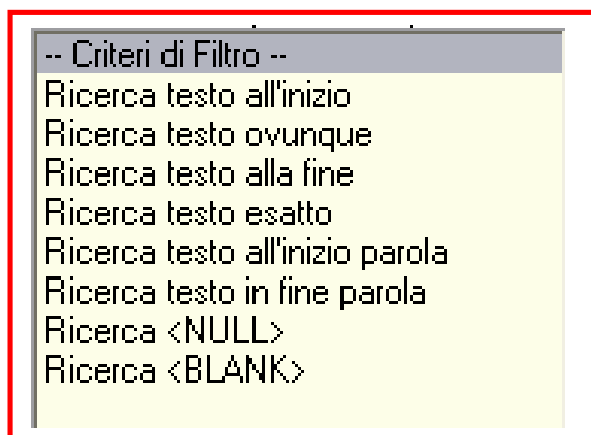 -- Criteri di Filtro --
Ricerca testo all'inizio
Ricerca testo ovunque
Ricerca testo alla fine
Ricerca testo esatto
Ricerca testo all'inizio parola
Ricerca testo in fine parola
Ricerca <NULL>
Ricerca <BLANK>